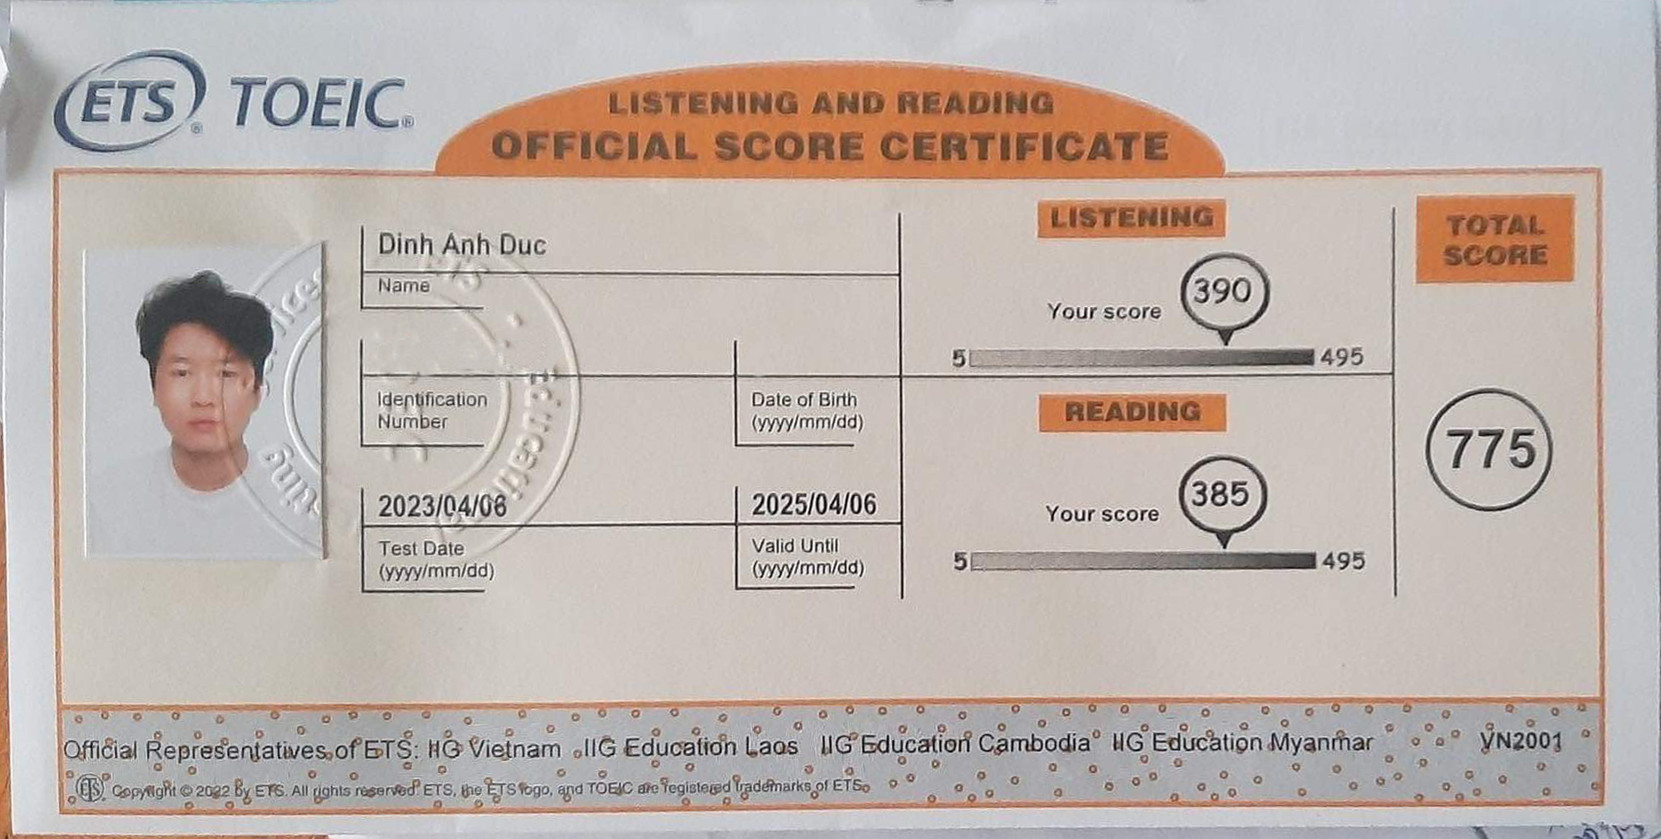 ETS® TOEIC®
LISTENING AND READING
OFFICIAL SCORE CERTIFICATE
Dinh Anh Duc
Name
Identification
Number
Date of Birth
(yyyy/mm/dd)
2023/04/06
Test Date
(yyyy/mm/dd)
2025/04/06
Valid Until
(yyyy/mm/dd)
LISTENING
Your score 390
5 495
READING
Your score 385
5 495
TOTAL
SCORE
775
Official Representatives of ETS: IIG Vietnam IIG Education Laos IIG Education Cambodia IIG Education Myanmar VN2001
ETS Copyright © 2022 by ETS. All rights reserved. ETS, the ETS logo, and TOEIC are registered trademarks of ETS.